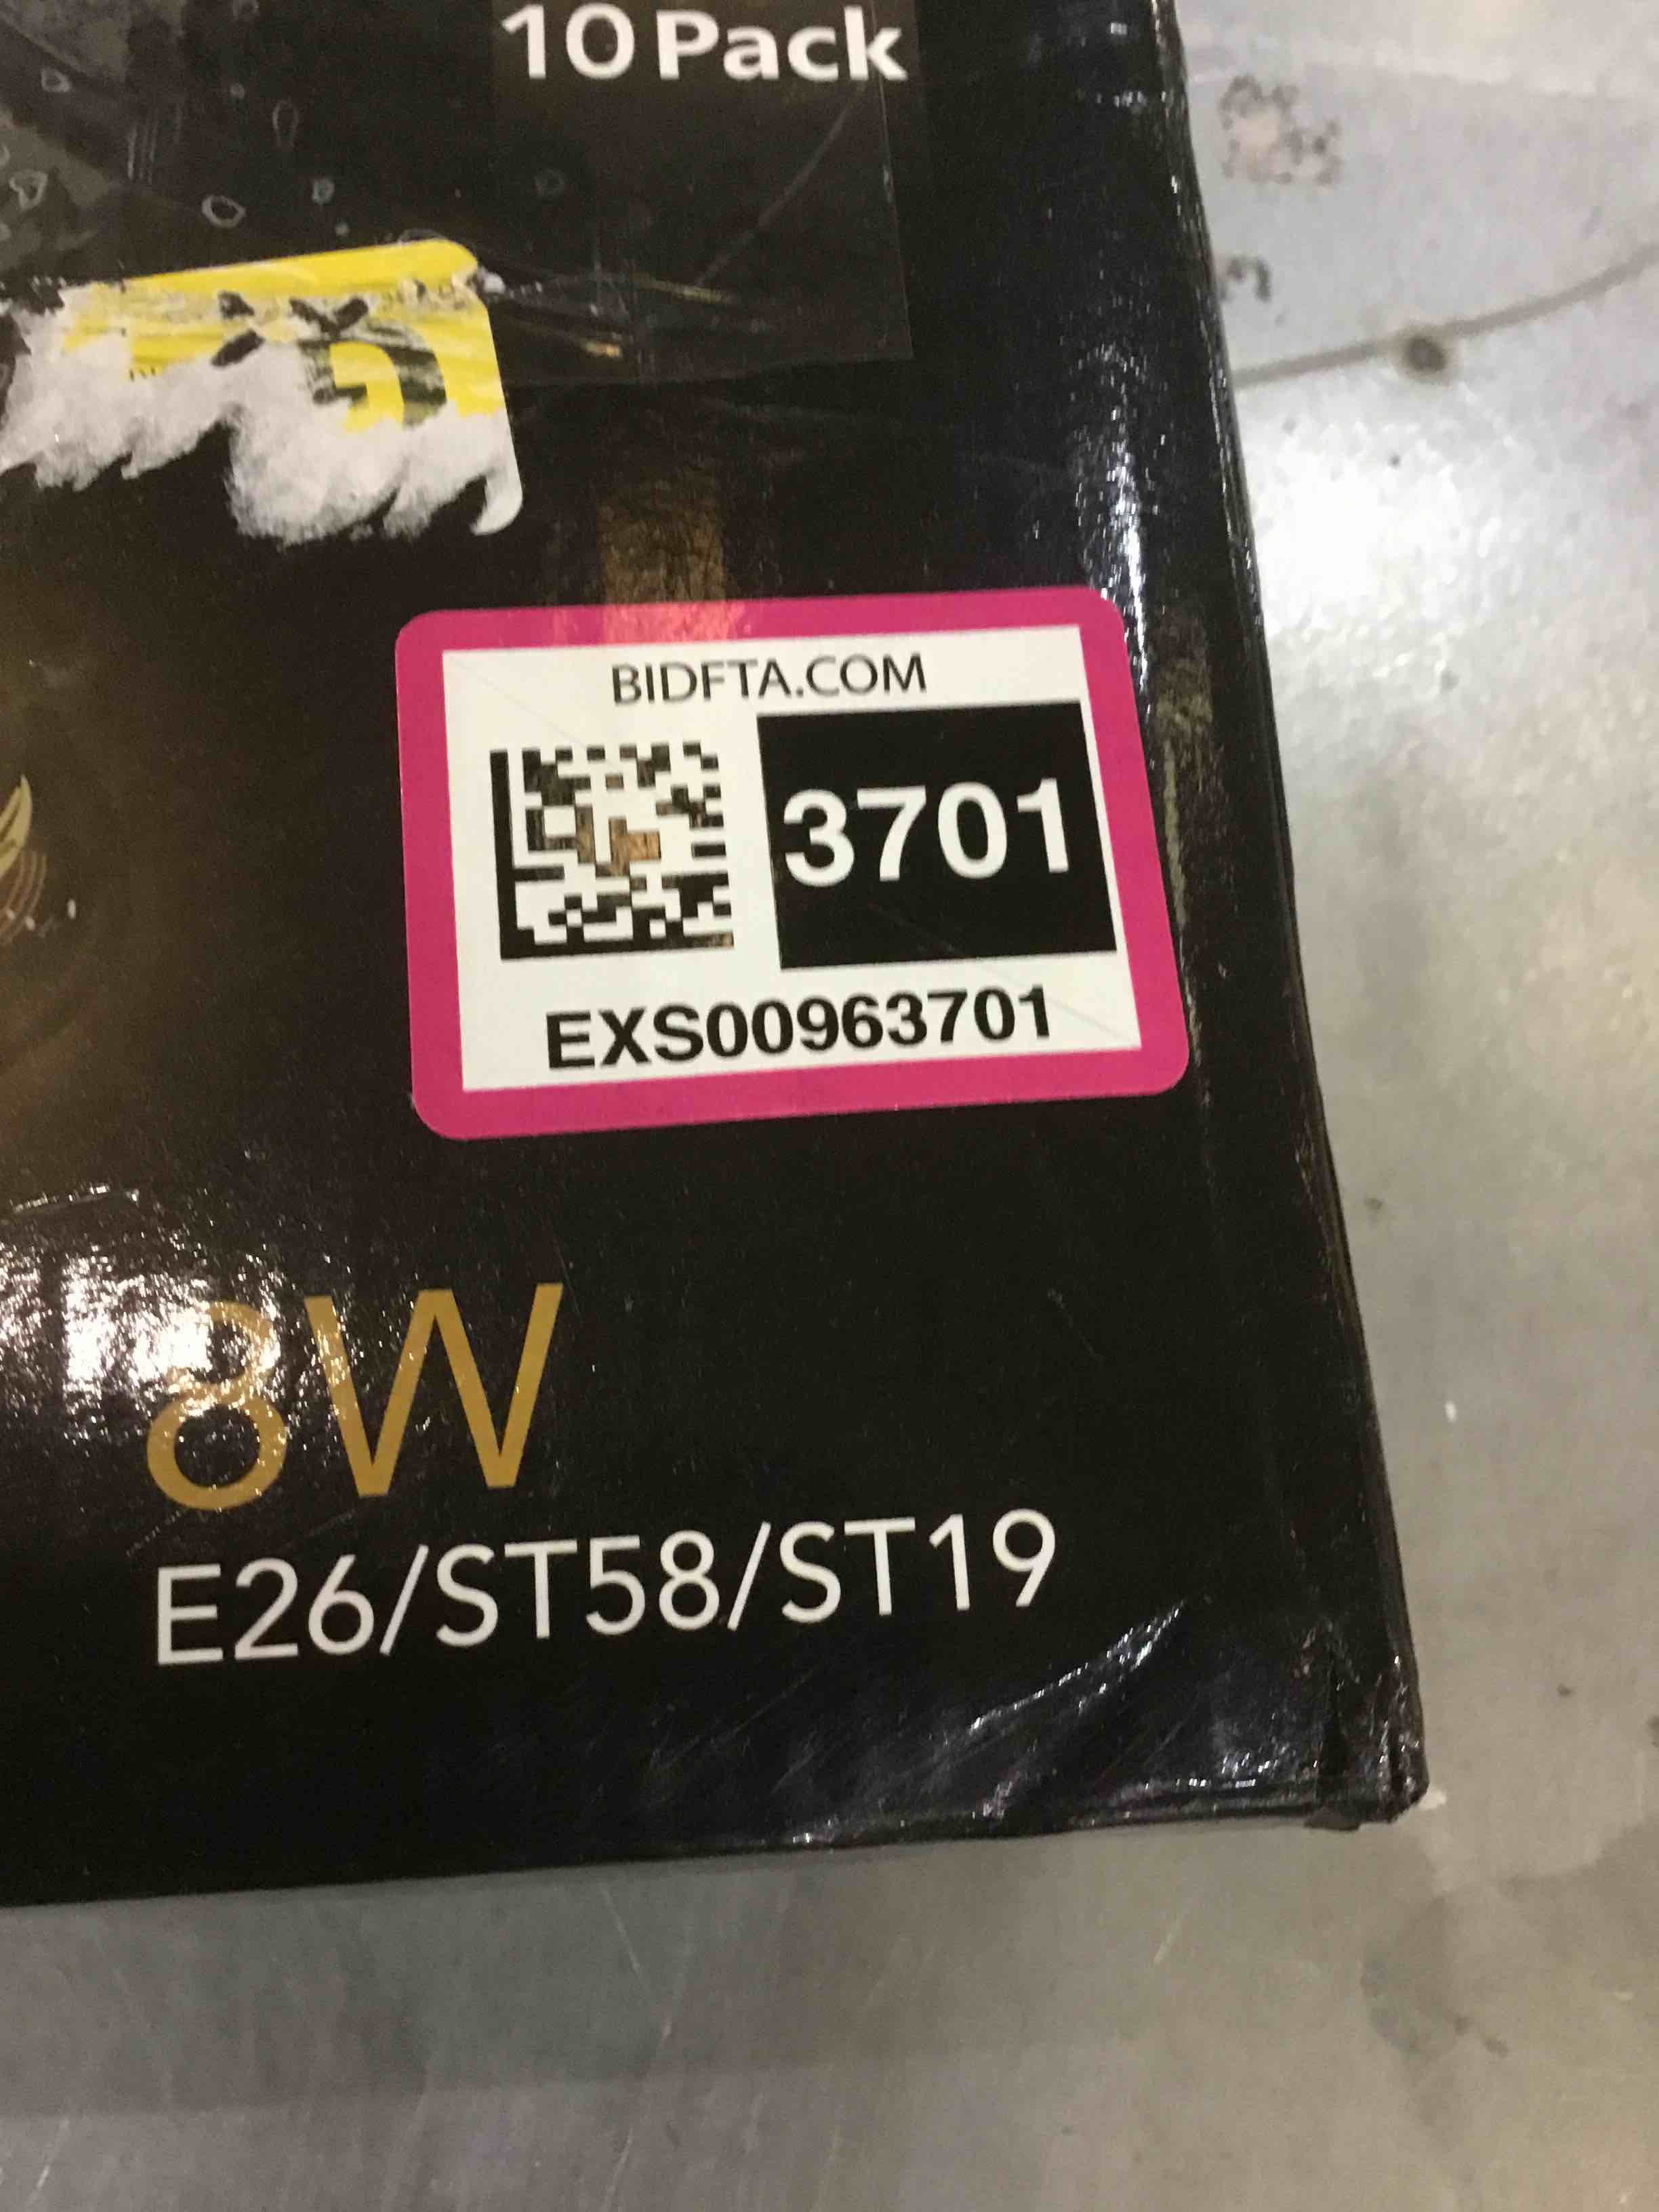 10 Pack
BIDFTA.COM
3701
EXS00963701
8W
E26/ST58/ST19